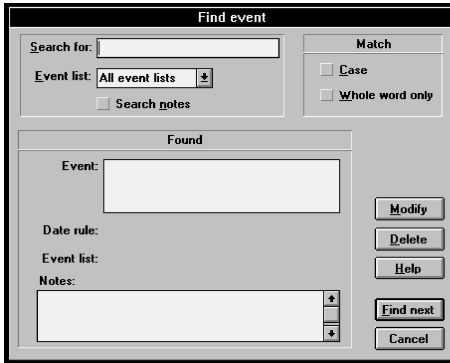 Find event
Search for:
Event list: All event lists
Search notes
Match
Case
Whole word only
Found
Event:
Date rule:
Event list:
Notes:
Modify
Delete
Help
Find next
Cancel